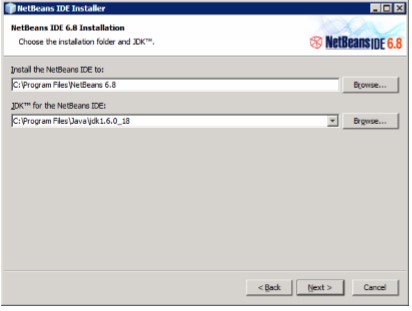 NetBeans IDE Installer
NetBeans IDE 6.8 Installation
Choose the installation folder and JDK™.
NetBeans IDE 6.8
Install the NetBeans IDE to:
C:\Program Files\NetBeans 6.8
Browse...
JDK™ for the NetBeans IDE:
C:\Program Files\Java\jdk1.6.0_18
Browse...
< Back
Next >
Cancel